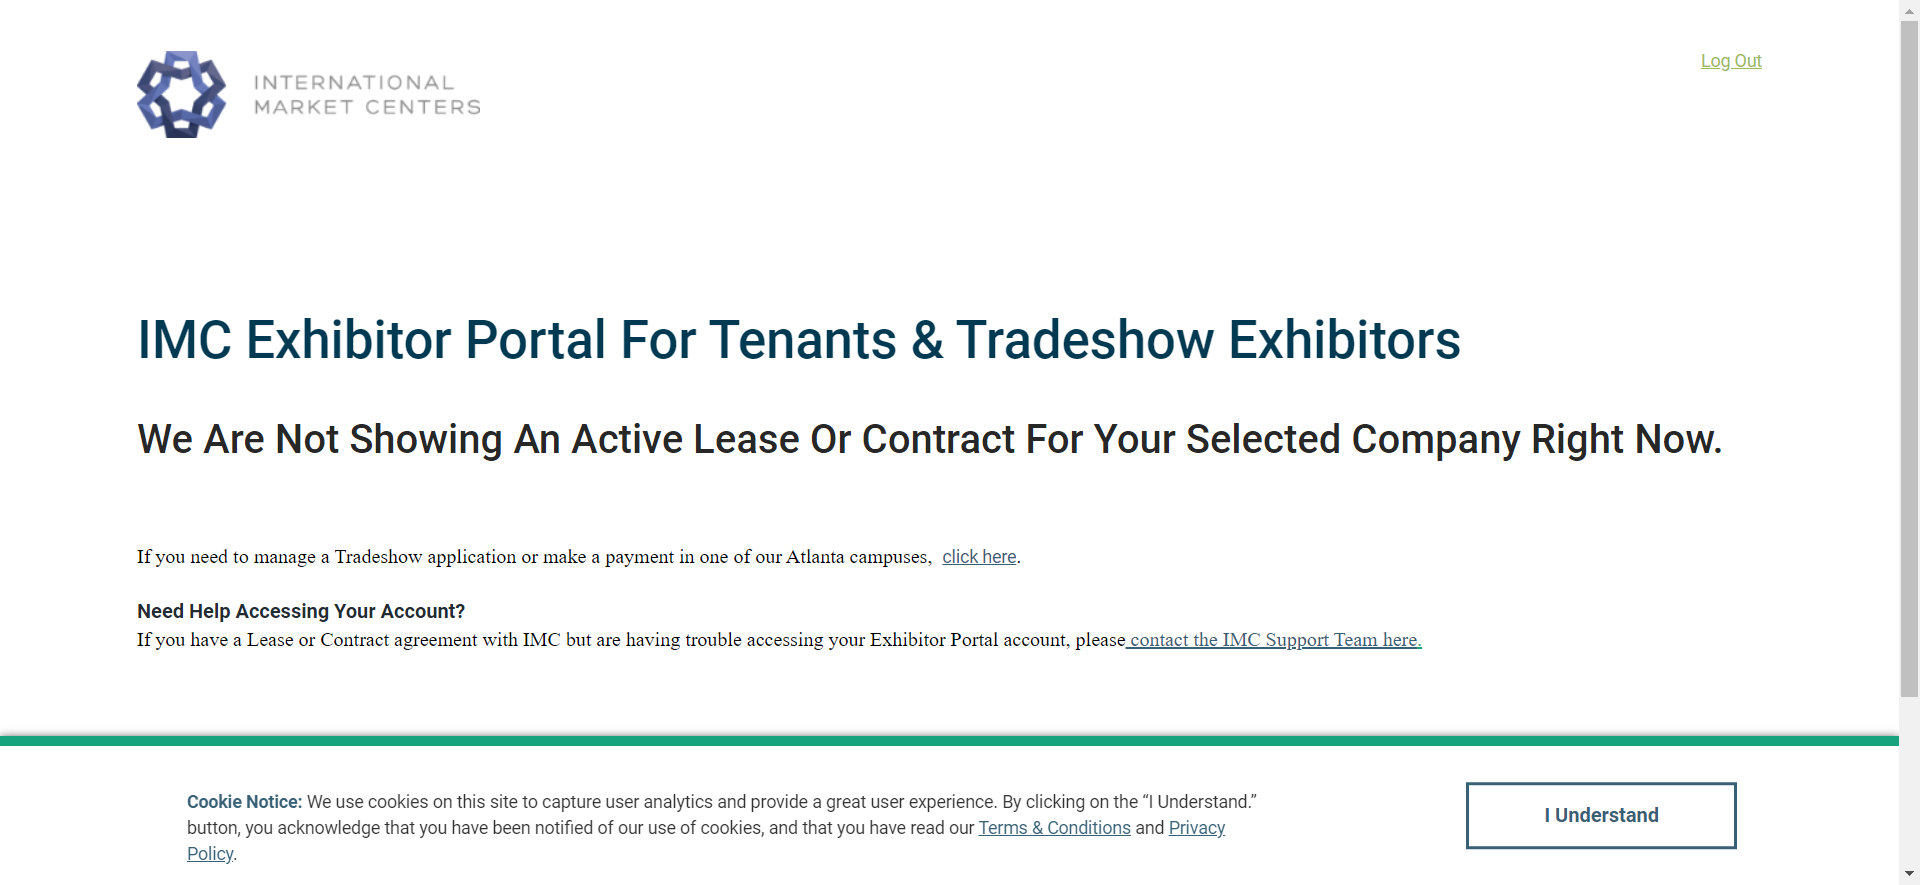 INTERNATIONAL
MARKET CENTERS
Log Out
IMC Exhibitor Portal For Tenants & Tradeshow Exhibitors
We Are Not Showing An Active Lease Or Contract For Your Selected Company Right Now.
If you need to manage a Tradeshow application or make a payment in one of our Atlanta campuses, click here.
Need Help Accessing Your Account?
If you have a Lease or Contract agreement with IMC but are having trouble accessing your Exhibitor Portal account, please contact the IMC Support Team here.
Cookie Notice: We use cookies on this site to capture user analytics and provide a great user experience. By clicking on the “I Understand.”
button, you acknowledge that you have been notified of our use of cookies, and that you have read our Terms & Conditions and Privacy
Policy.
I Understand